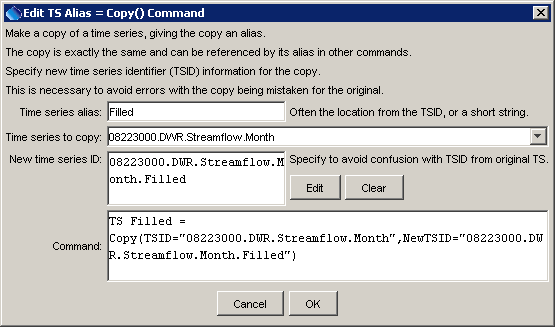 Edit TS Alias = Copy() Command
Make a copy of a time series, giving the copy an alias.
The copy is exactly the same and can be referenced by its alias in other commands.
Specify new time series identifier (TSID) information for the copy.
This is necessary to avoid errors with the copy being mistaken for the original.
Time series alias: Filled Often the location from the TSID, or a short string.
Time series to copy: 08223000.DWR.Streamflow.Month
New time series ID: 08223000.DWR.Streamflow.M Specify to avoid confusion with TSID from original TS.
onth.Filled
Edit Clear
TS Filled =
Command: Copy(TSID="08223000.DWR.Streamflow.Month",NewTSID="08223000.DW
R.Streamflow.Month.Filled")
Cancel OK